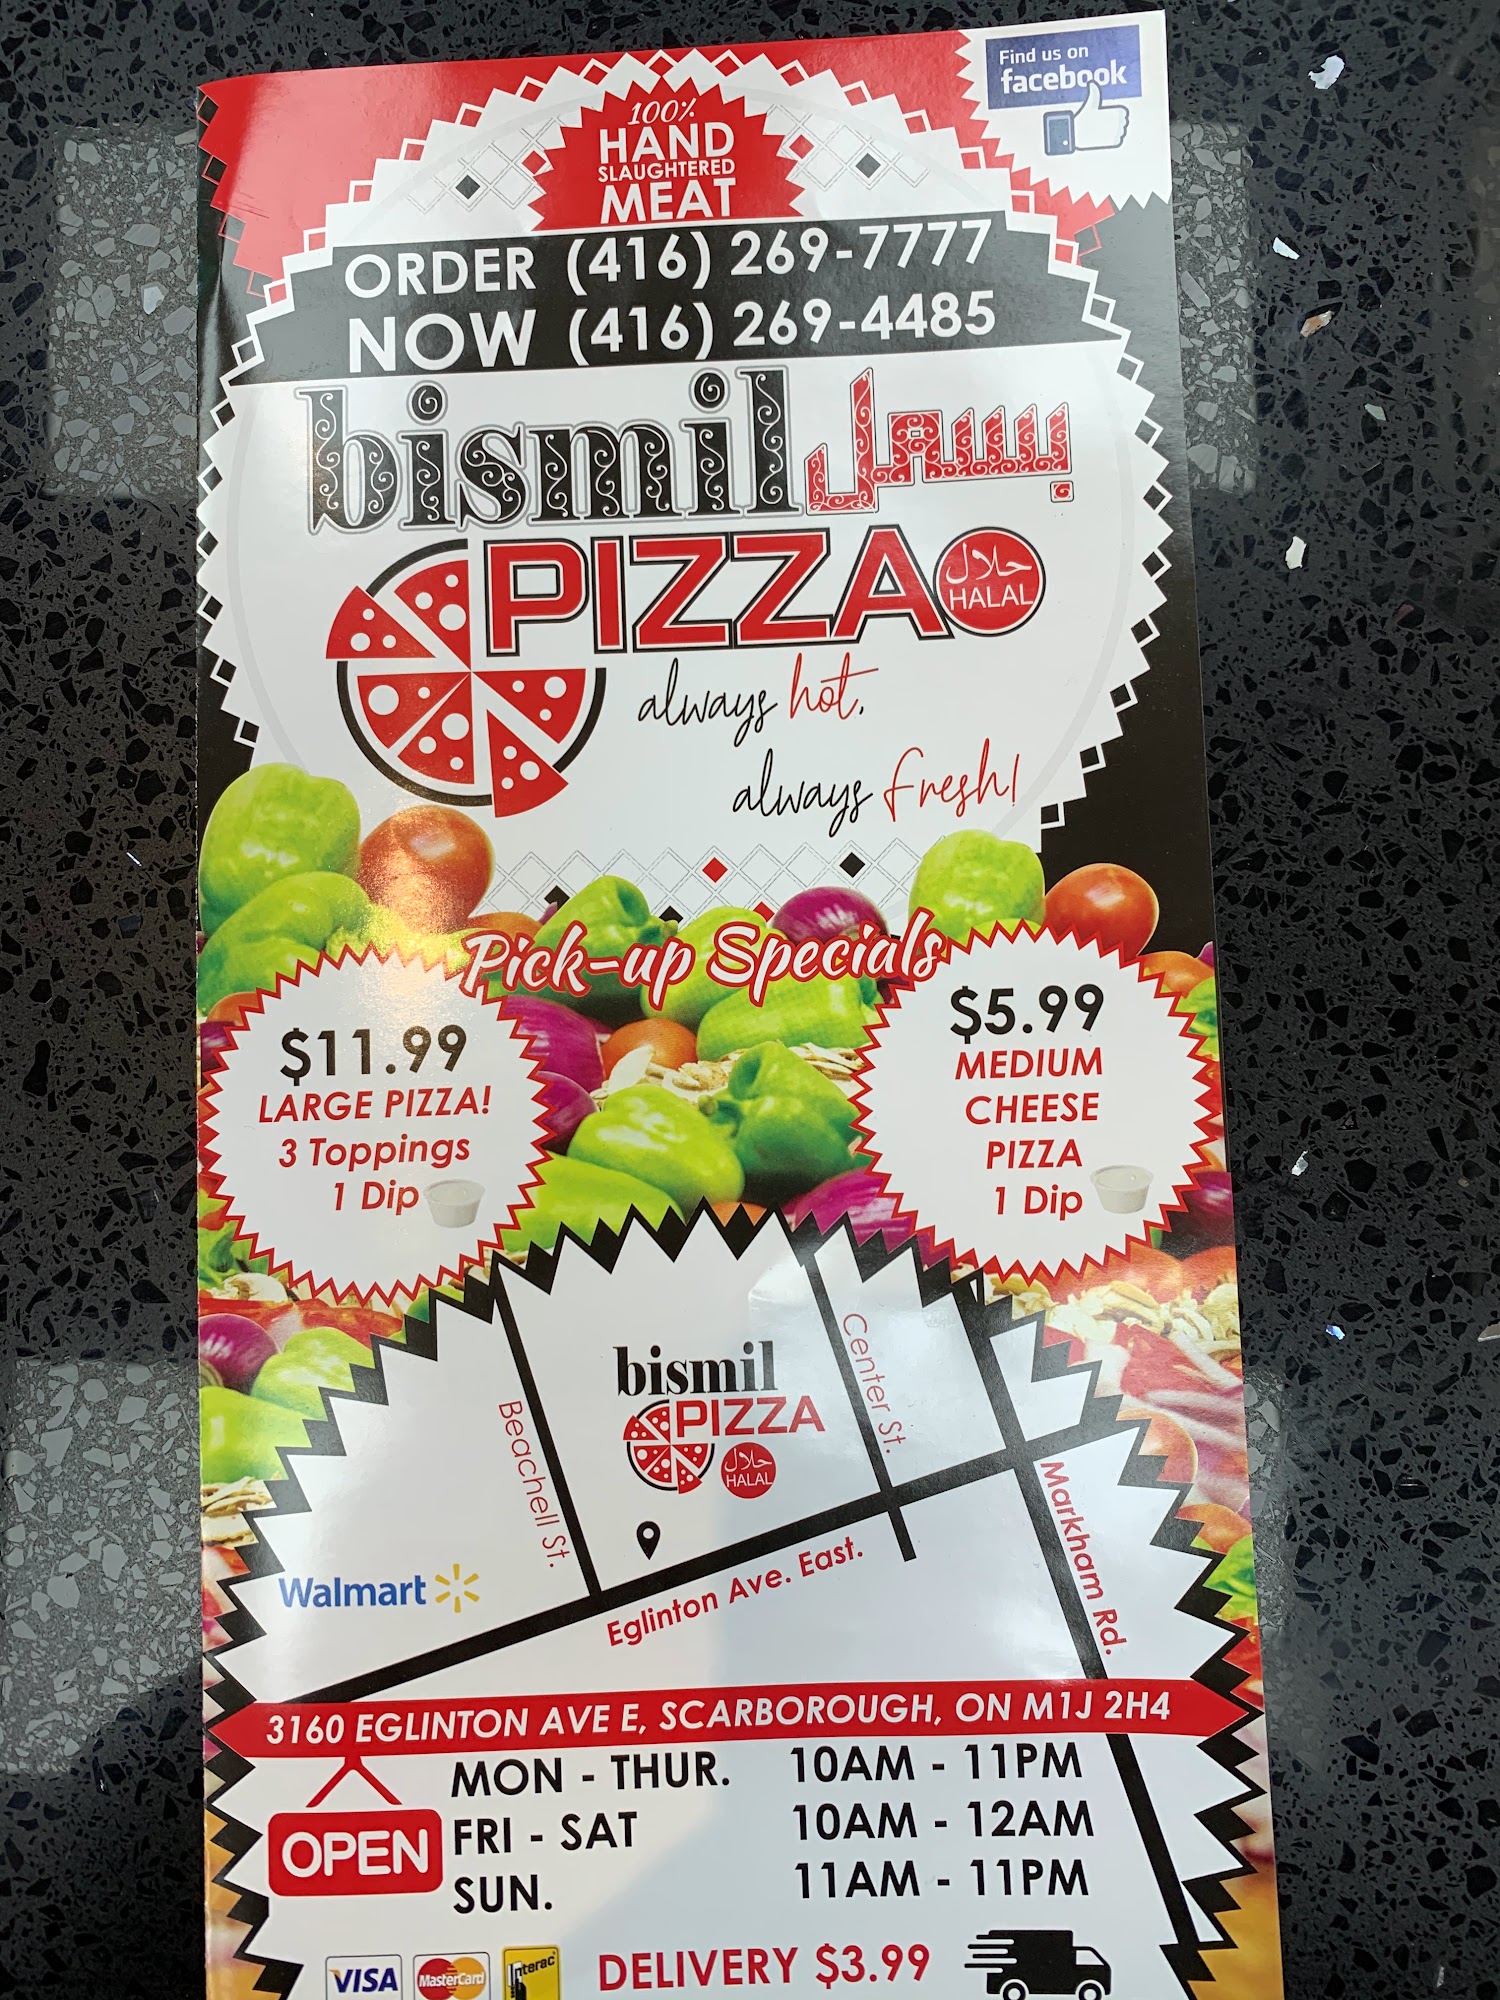 Find us on
facebook
100%
HAND
SLAUGHTERED
MEAT
ORDER (416) 269-7777
NOW (416) 269-4485
bismil بسمل
PIZZA حلال
HALAL
always hot,
always fresh!
Pick-up Specials
$11.99
LARGE PIZZA!
3 Toppings
1 Dip
$5.99
MEDIUM
CHEESE
PIZZA
1 Dip
bismil
PIZZA
حلال
HALAL
Beachell St.
Center St.
Markham Rd.
Walmart
Eglinton Ave. East.
3160 EGLINTON AVE E, SCARBOROUGH, ON M1J 2H4
OPEN
MON - THUR. 10AM - 11PM
FRI - SAT 10AM - 12AM
SUN. 11AM - 11PM
VISA MasterCard Interac
DELIVERY $3.99